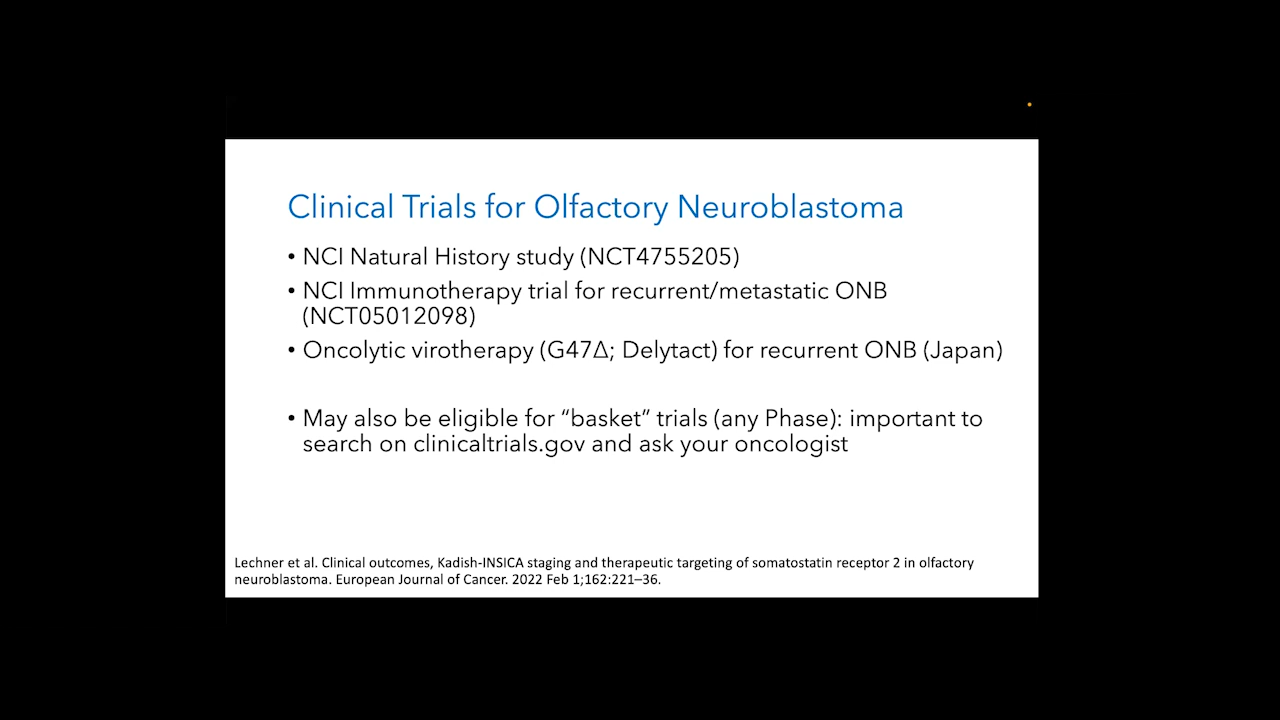 Clinical Trials for Olfactory Neuroblastoma
• NCI Natural History study (NCT4755205)
• NCI Immunotherapy trial for recurrent/metastatic ONB
(NCT05012098)
• Oncolytic virotherapy (G47Δ; Delytact) for recurrent ONB (Japan)
• May also be eligible for “basket” trials (any Phase): important to
search on clinicaltrials.gov and ask your oncologist
Lechner et al. Clinical outcomes, Kadish-INSICA staging and therapeutic targeting of somatostatin receptor 2 in olfactory
neuroblastoma. European Journal of Cancer. 2022 Feb 1;162:221–36.